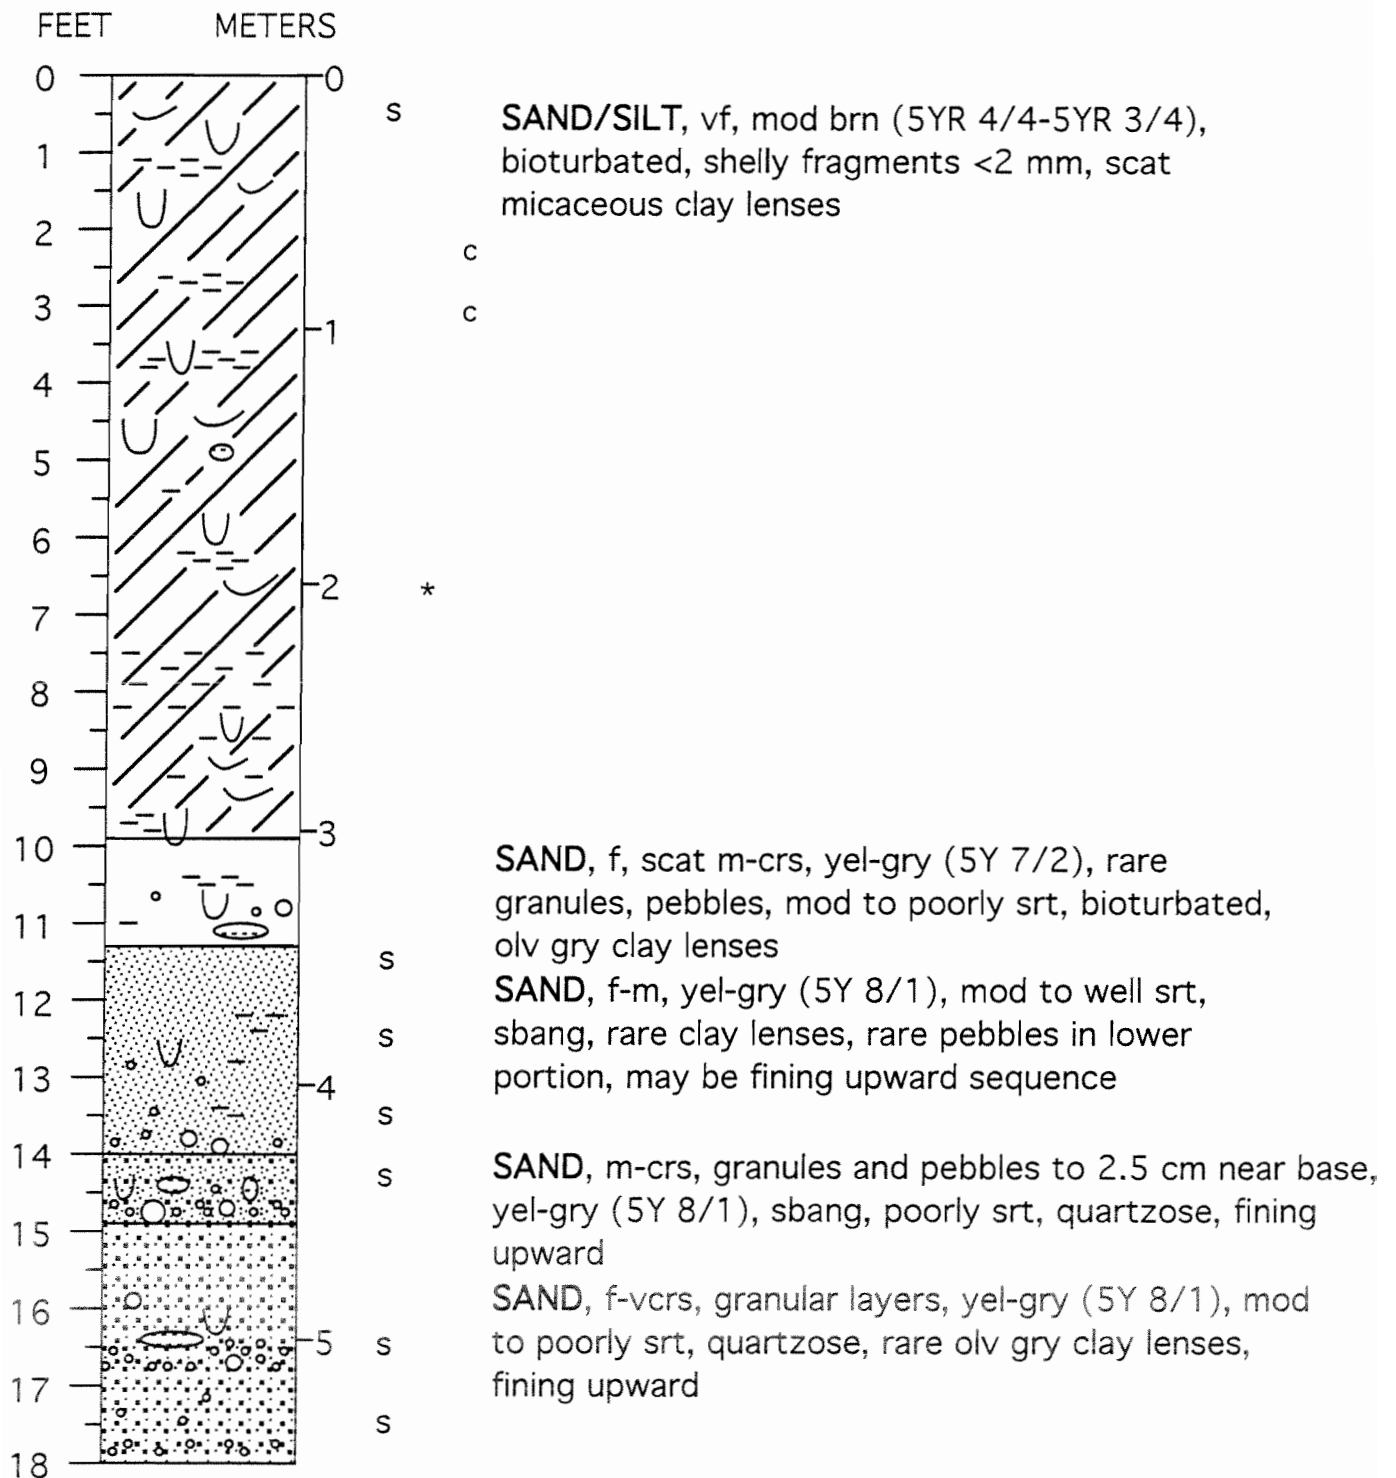 FEET METERS
0 0
s
SAND/SILT, vf, mod brn (5YR 4/4-5YR 3/4),
bioturbated, shelly fragments <2 mm, scat
micaceous clay lenses
1
2
c
3
c
1
4
5
6
2
*
7
8
9
3
10
SAND, f, scat m-crs, yel-gry (5Y 7/2), rare
granules, pebbles, mod to poorly srt, bioturbated,
olv gry clay lenses
11
s
SAND, f-m, yel-gry (5Y 8/1), mod to well srt,
sbang, rare clay lenses, rare pebbles in lower
portion, may be fining upward sequence
12
s
13
4
s
14
s
SAND, m-crs, granules and pebbles to 2.5 cm near base,
yel-gry (5Y 8/1), sbang, poorly srt, quartzose, fining
upward
15
SAND, f-vcrs, granular layers, yel-gry (5Y 8/1), mod
to poorly srt, quartzose, rare olv gry clay lenses,
fining upward
16
5
s
17
s
18